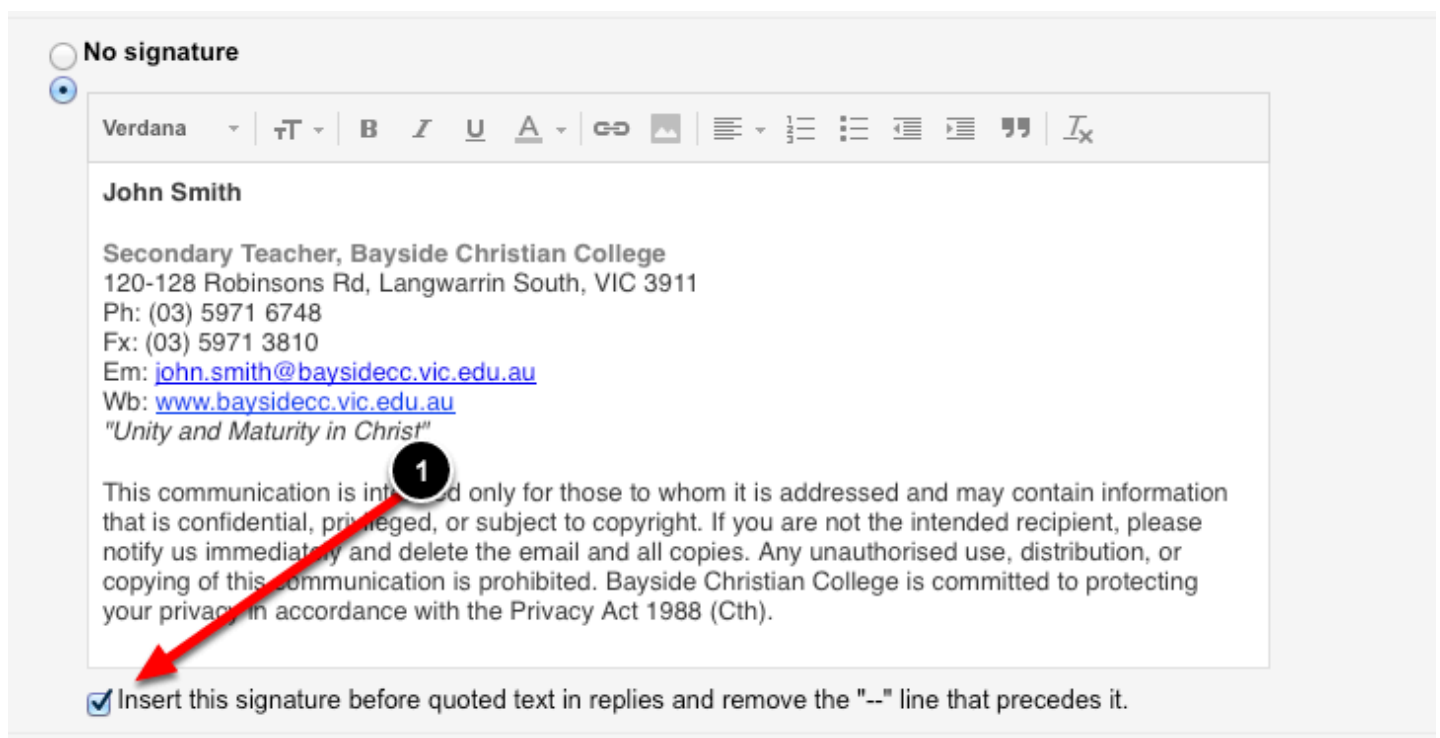 No signature
Verdana
John Smith
Secondary Teacher, Bayside Christian College
120-128 Robinsons Rd, Langwarrin South, VIC 3911
Ph: (03) 5971 6748
Fx: (03) 5971 3810
Em: john.smith@baysidecc.vic.edu.au
Wb: www.baysidecc.vic.edu.au
"Unity and Maturity in Christ"
1
This communication is intended only for those to whom it is addressed and may contain information
that is confidential, privileged, or subject to copyright. If you are not the intended recipient, please
notify us immediately and delete the email and all copies. Any unauthorised use, distribution, or
copying of this communication is prohibited. Bayside Christian College is committed to protecting
your privacy in accordance with the Privacy Act 1988 (Cth).
Insert this signature before quoted text in replies and remove the "--" line that precedes it.